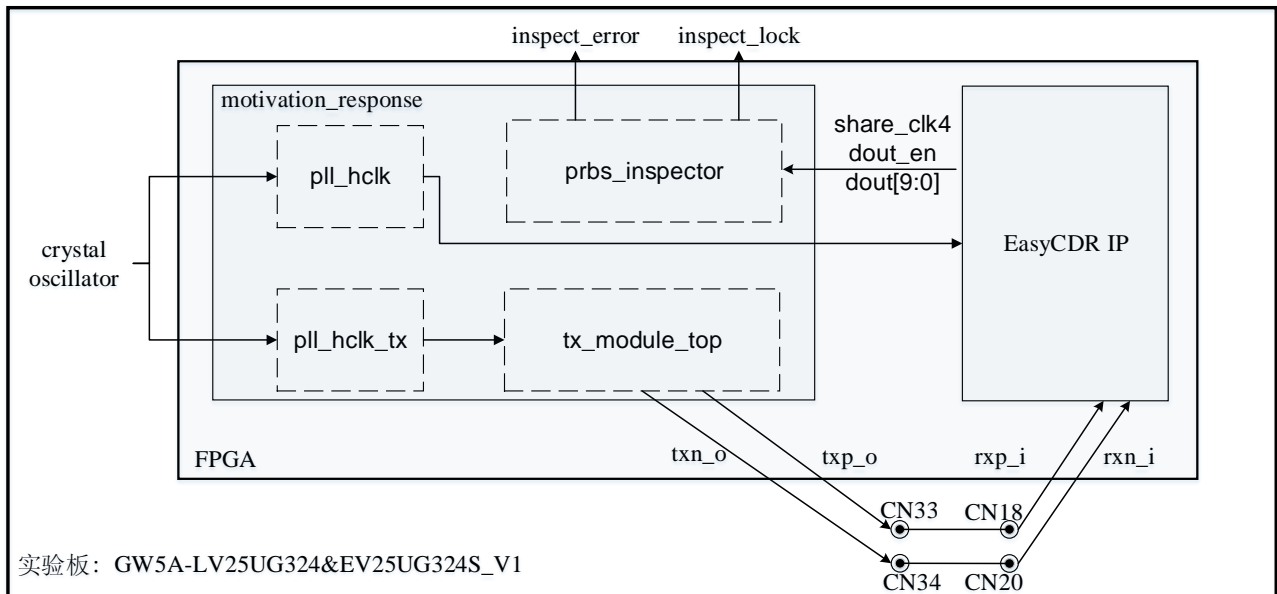 inspect_error
inspect_lock
motivation_response
pll_hclk
prbs_inspector
share_clk4
dout_en
dout[9:0]
EasyCDR IP
crystal
oscillator
pll_hclk_tx
tx_module_top
FPGA
txn_o
txp_o
rxp_i
rxn_i
CN33
CN18
实验板：GW5A-LV25UG324&EV25UG324S_V1
CN34
CN20